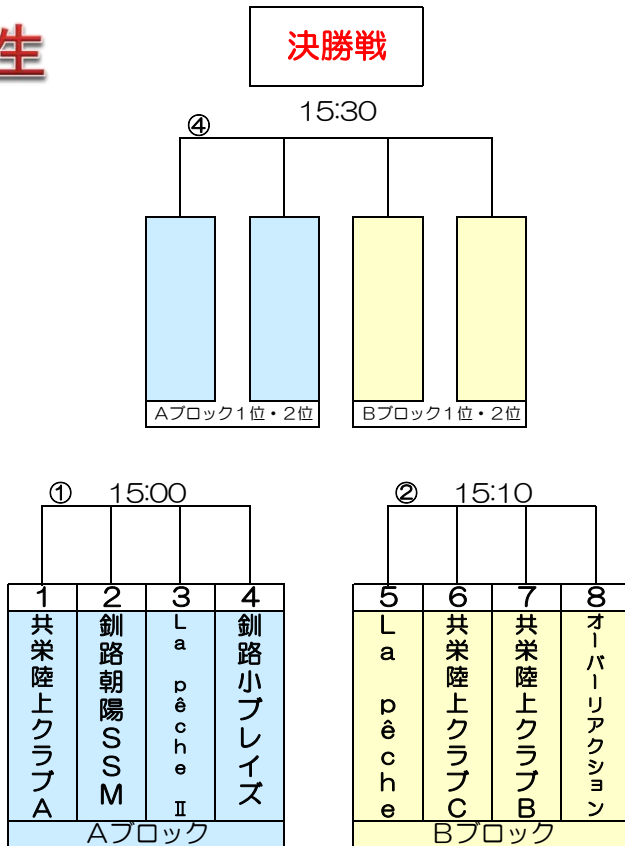 生
決勝戦
④
15:30
Aブロック1位・2位
Bブロック1位・2位
① 15:00
② 15:10
1
2
3
4
5
6
7
8
共栄陸上クラブA
釧路朝陽SSM
La pêche Ⅱ
釧路小ブレイズ
La pêche
共栄陸上クラブC
共栄陸上クラブB
オーバーリアクション
Aブロック
Bブロック